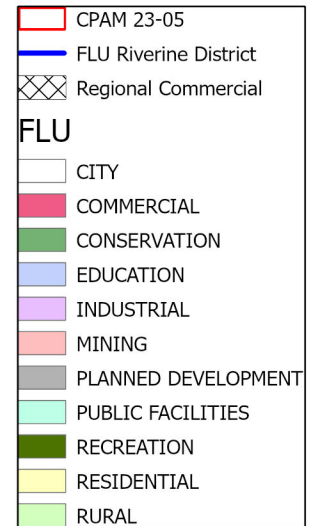 CPAM 23-05
FLU Riverine District
Regional Commercial
FLU
CITY
COMMERCIAL
CONSERVATION
EDUCATION
INDUSTRIAL
MINING
PLANNED DEVELOPMENT
PUBLIC FACILITIES
RECREATION
RESIDENTIAL
RURAL